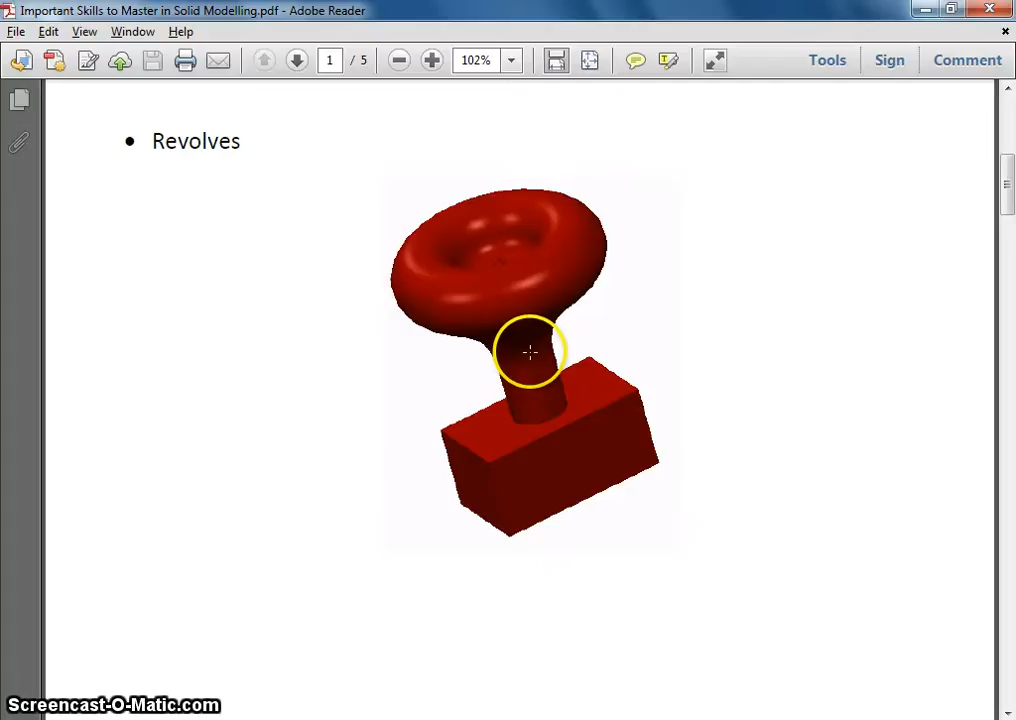 Important Skills to Master in Solid Modelling.pdf - Adobe Reader
File Edit View Window Help
1 / 5 102% Tools Sign Comment
• Revolves
Screencast-O-Matic.com